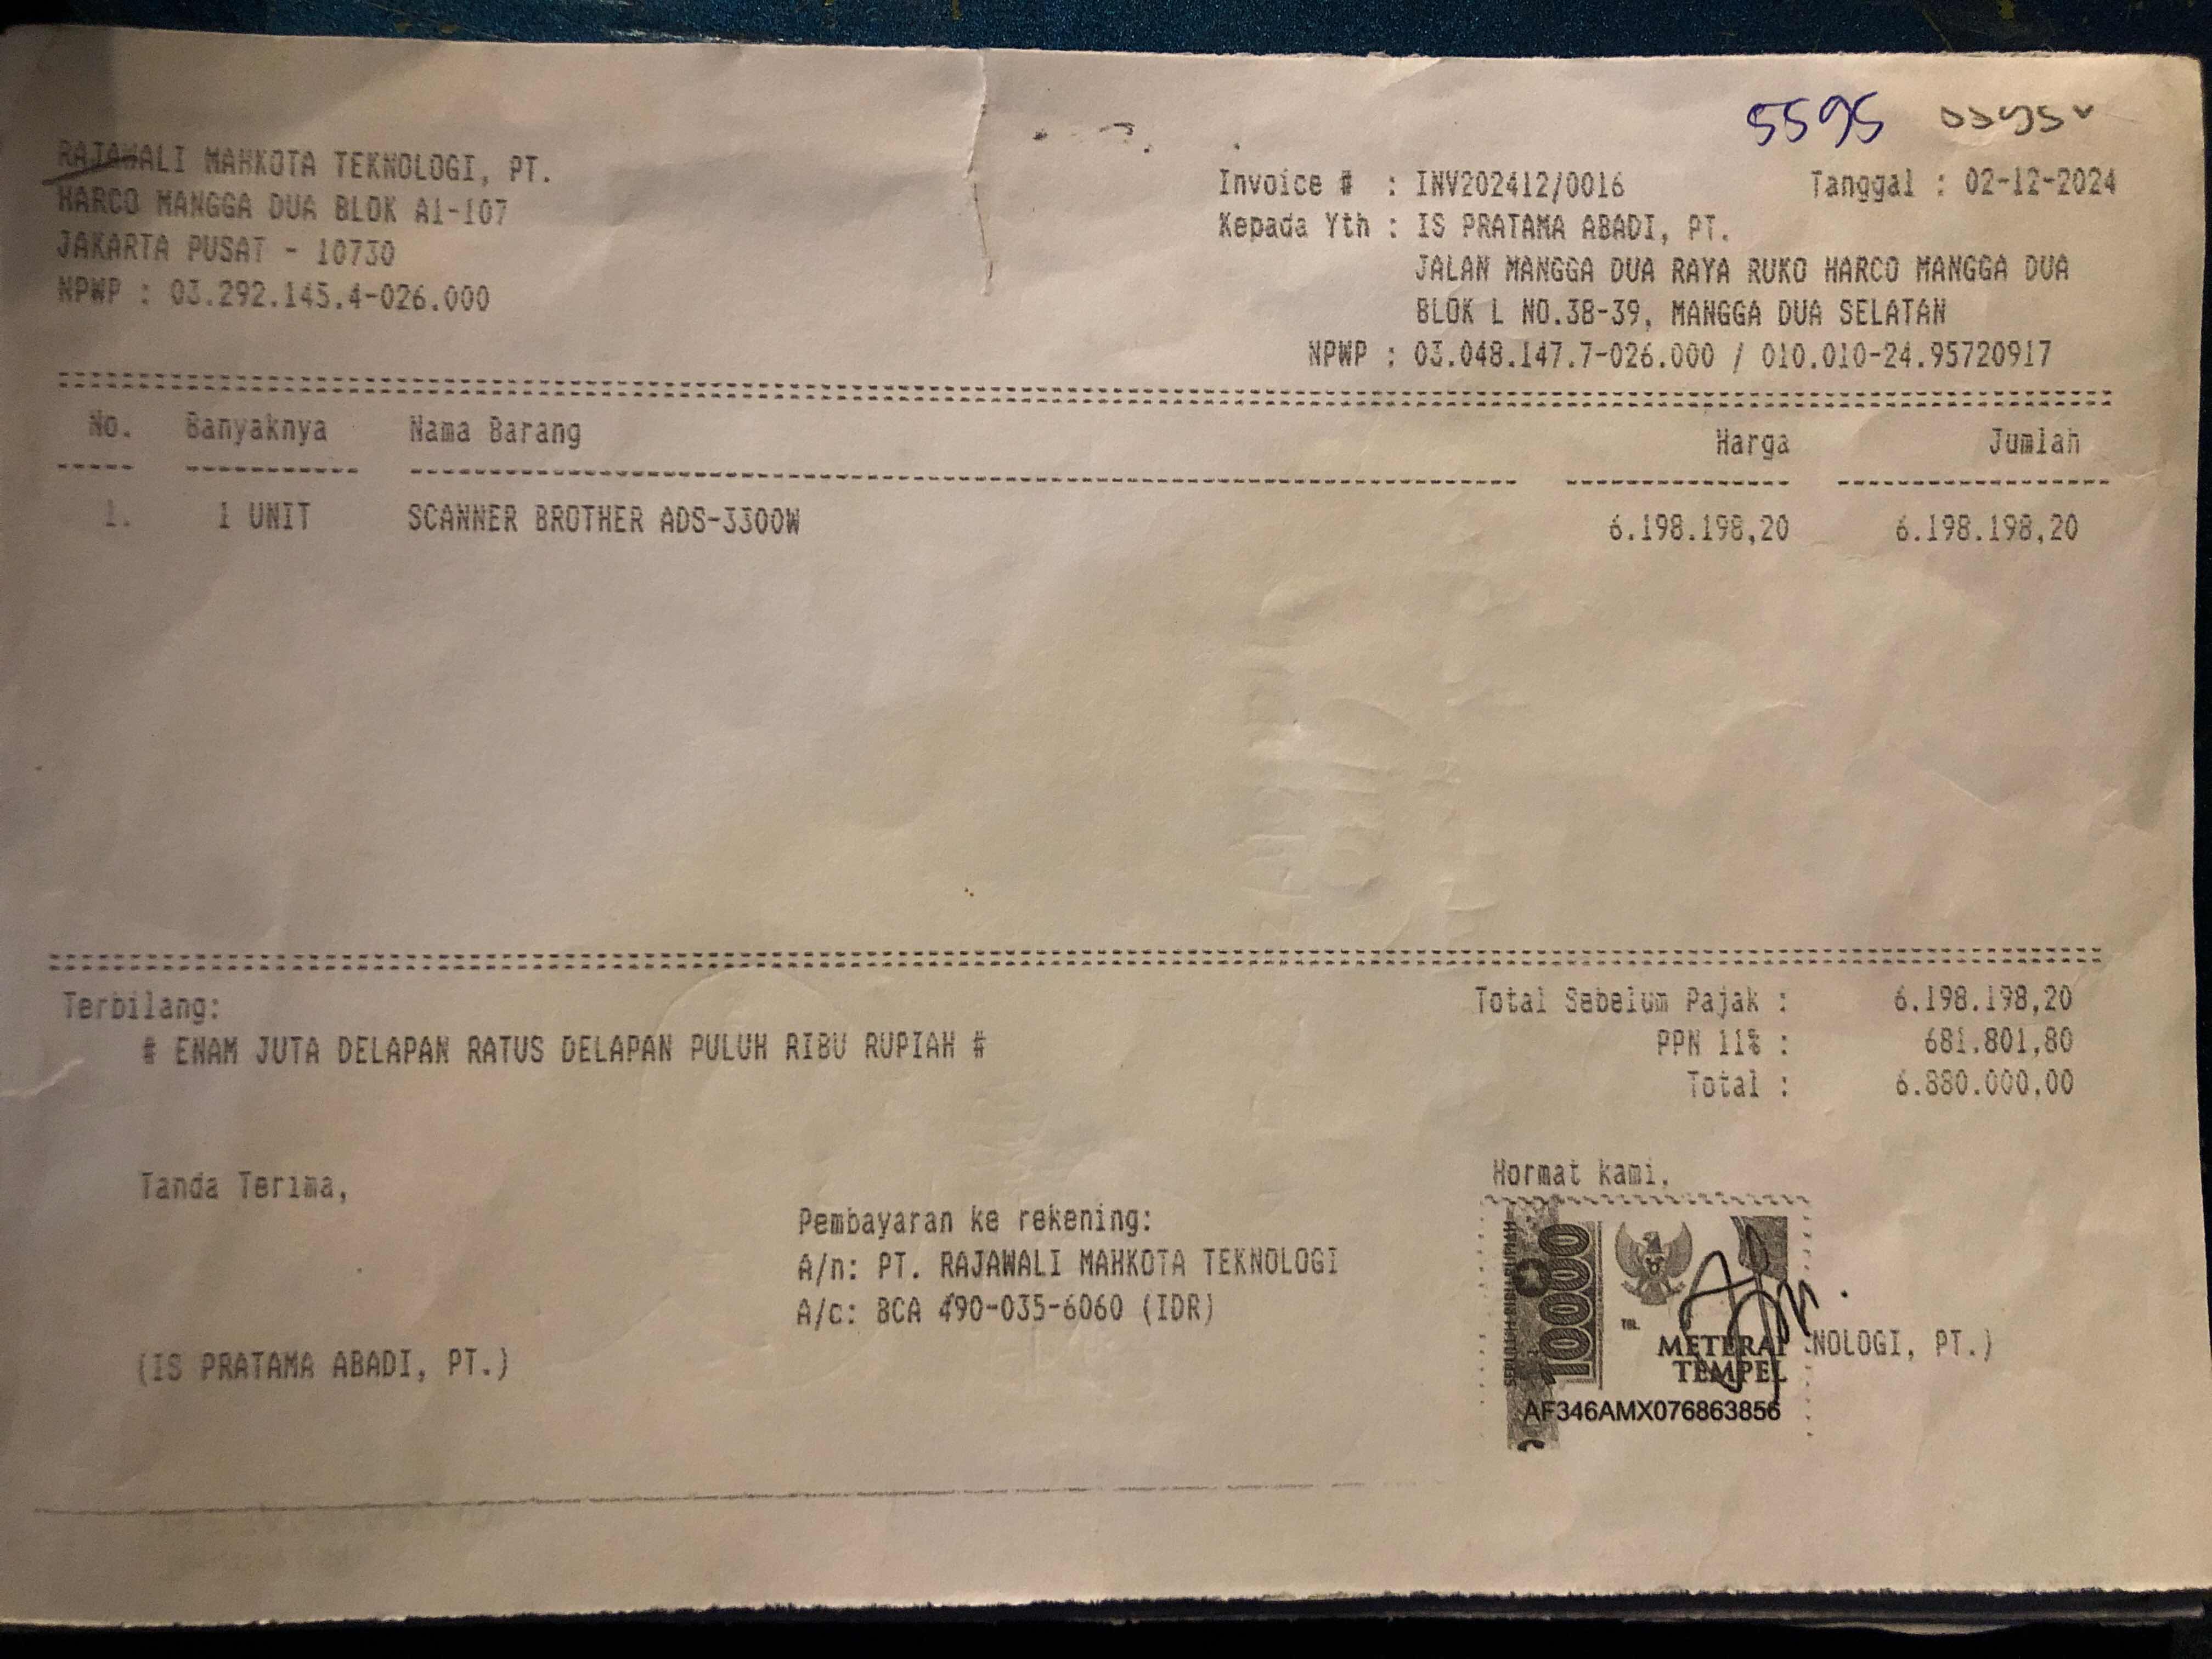 5595
RAJAWALI MAHKOTA TEKNOLOGI, PT.
HARCO MANGGA DUA BLOK A1-107
JAKARTA PUSAT - 10730
NPWP : 03.292.145.4-026.000
Invoice # : INV202412/0016 Tanggal : 02-12-2024
Kepada Yth : IS PRATAMA ABADI, PT.
JALAN MANGGA DUA RAYA RUKO HARCO MANGGA DUA
BLOK L NO.38-39, MANGGA DUA SELATAN
NPWP : 03.048.147.7-026.000 / 010.010-24.95720917
No. Banyaknya Nama Barang Harga Jumlah
1. 1 UNIT SCANNER BROTHER ADS-3300W 6.198.198,20 6.198.198,20
Terbilang:
# ENAM JUTA DELAPAN RATUS DELAPAN PULUH RIBU RUPIAH #
Total Sebelum Pajak : 6.198.198,20
PPN 11% : 681.801,80
Total : 6.880.000,00
Tanda Terima,
(IS PRATAMA ABADI, PT.)
Pembayaran ke rekening:
A/n: PT. RAJAWALI MAHKOTA TEKNOLOGI
A/c: BCA 490-035-6060 (IDR)
Hormat kami,
SEPULUH RIBU RUPIAH
10000
TGL.
METERAI
TEMPEL
AF346AMX076863856
NOLOGI, PT.)